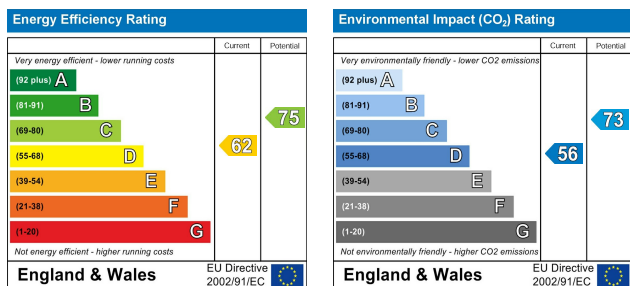 Energy Efficiency Rating
Current Potential
Very energy efficient - lower running costs
(92 plus) A
(81-91) B
(69-80) C
(55-68) D
(39-54) E
(21-38) F
(1-20) G
62
75
Not energy efficient - higher running costs
England & Wales
EU Directive
2002/91/EC
Environmental Impact (CO₂) Rating
Current Potential
Very environmentally friendly - lower CO2 emissions
(92 plus) A
(81-91) B
(69-80) C
(55-68) D
(39-54) E
(21-38) F
(1-20) G
56
73
Not environmentally friendly - higher CO2 emissions
England & Wales
EU Directive
2002/91/EC